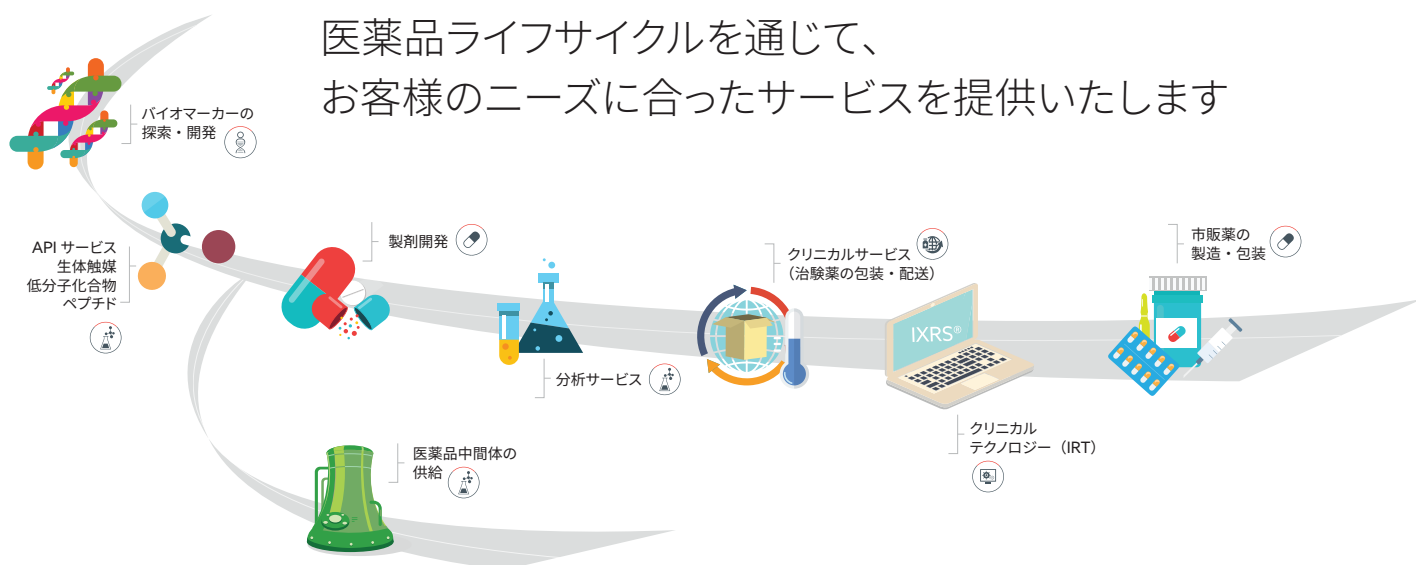 医薬品ライフサイクルを通じて、
お客様のニーズに合ったサービスを提供いたします
バイオマーカーの
探索・開発
API サービス
生体触媒
低分子化合物
ペプチド
製剤開発
分析サービス
クリニカルサービス
（治験薬の包装・配送）
IXRS®
クリニカル
テクノロジー（IRT）
市販薬の
製造・包装
医薬品中間体の
供給